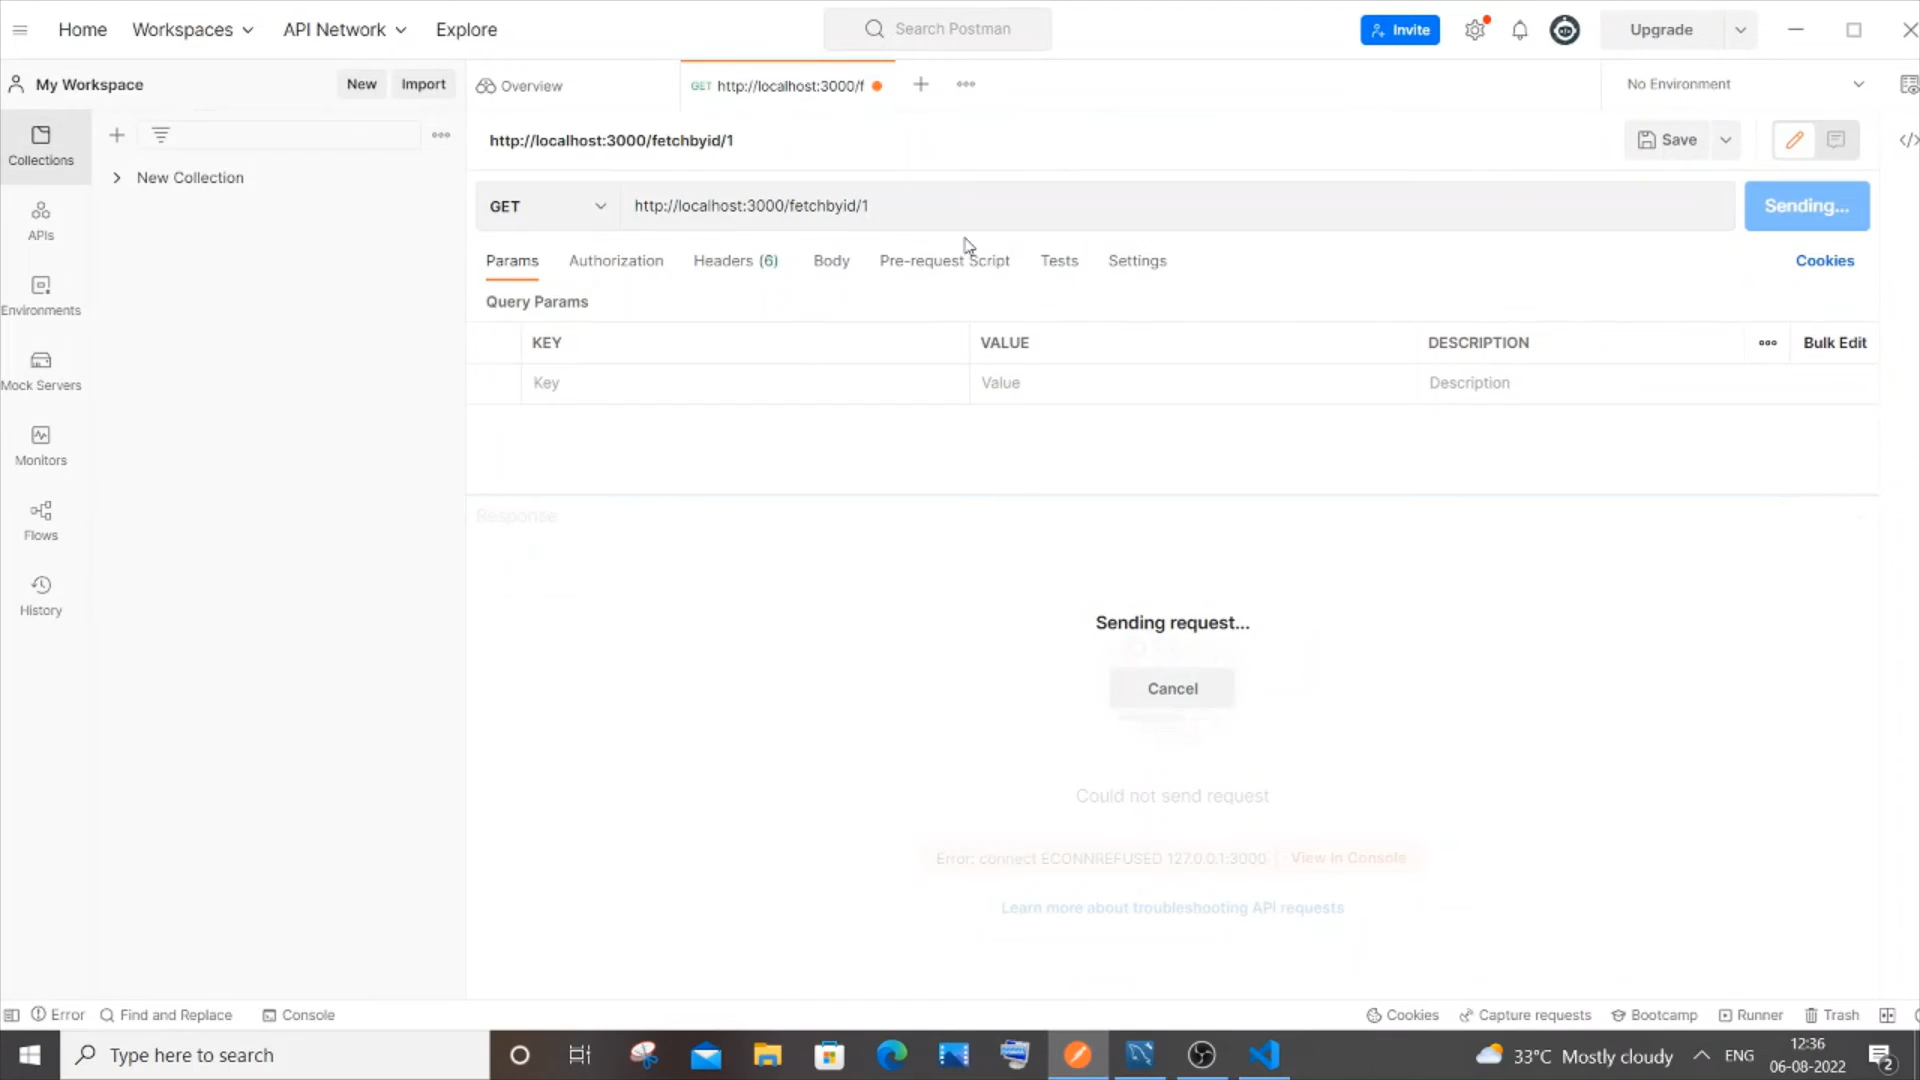 Home Workspaces API Network Explore Search Postman Invite Upgrade
My Workspace New Import Overview GET http://localhost:3000/f No Environment
Collections
http://localhost:3000/fetchbyid/1 Save
New Collection
APIs
GET http://localhost:3000/fetchbyid/1 Sending...
Params Authorization Headers (6) Body Pre-request Script Tests Settings Cookies
Environments
Query Params
KEY VALUE DESCRIPTION Bulk Edit
Mock Servers
Key Value Description
Monitors
Response
Flows
History
Sending request...
Cancel
Could not send request
Error: connect ECONNREFUSED 127.0.0.1:3000 View in Console
Learn more about troubleshooting API requests
Error Find and Replace Console Cookies Capture requests Bootcamp Runner Trash
Type here to search 33°C Mostly cloudy ENG 12:36
06-08-2022 2